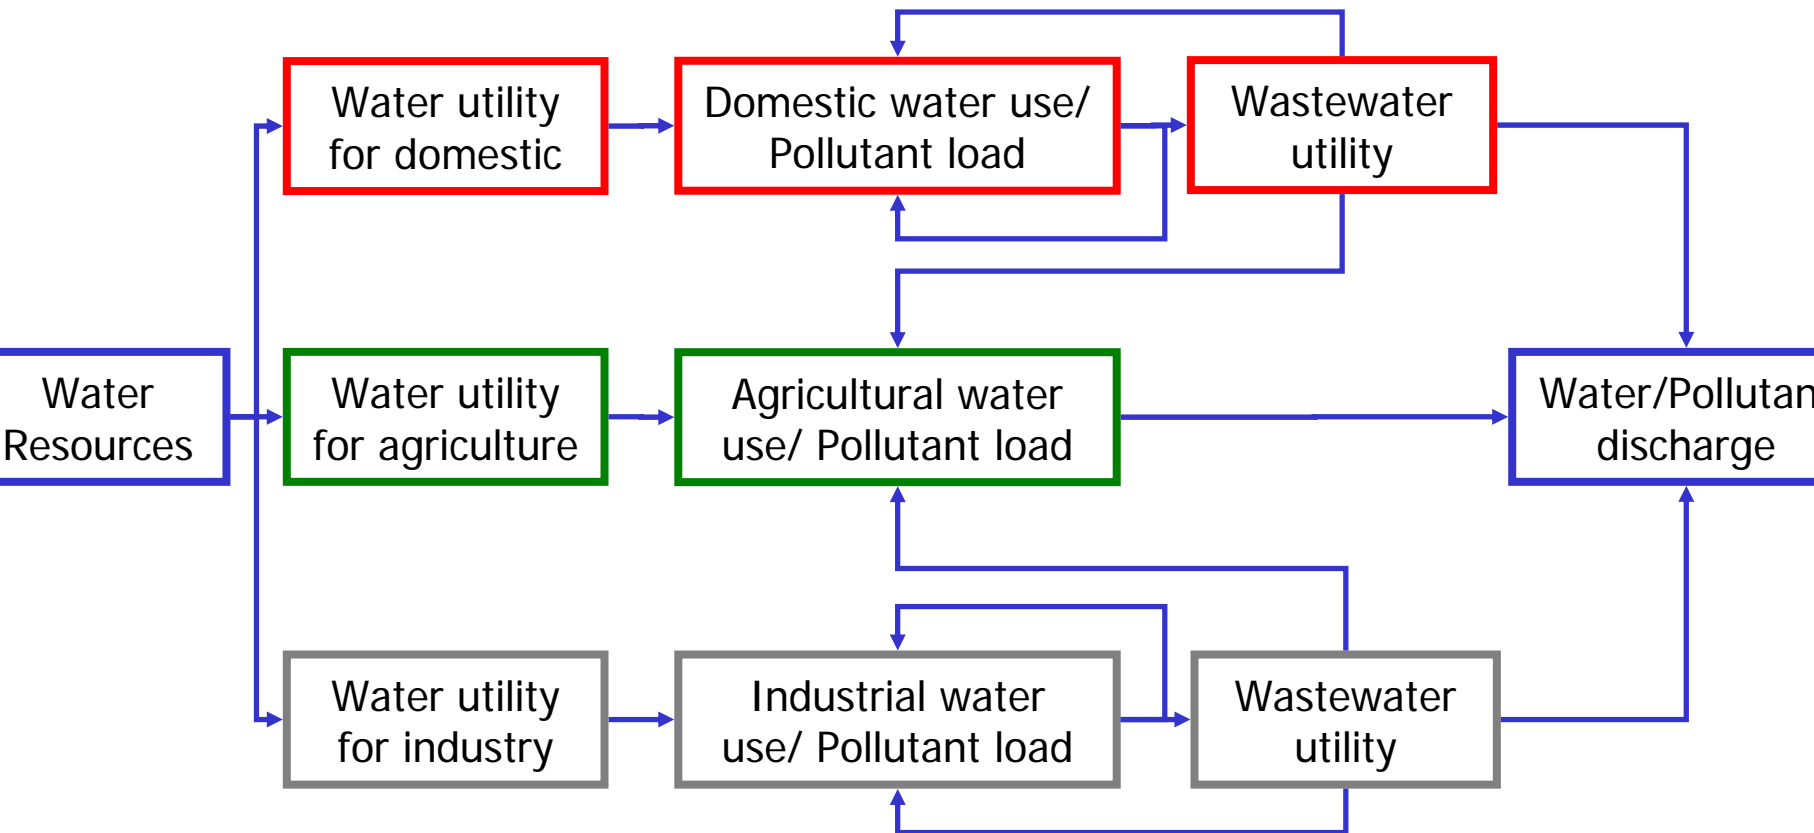 Water utility
for domestic
Domestic water use/
Pollutant load
Wastewater
utility
Water
Resources
Water utility
for agriculture
Agricultural water
use/ Pollutant load
Water/Pollutan
discharge
Water utility
for industry
Industrial water
use/ Pollutant load
Wastewater
utility